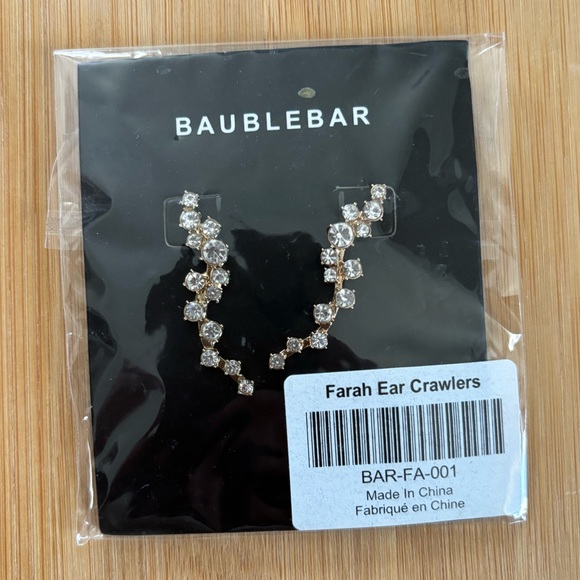 BAUBLEBAR
Farah Ear Crawlers
BAR-FA-001
Made In China
Fabriqué en Chine